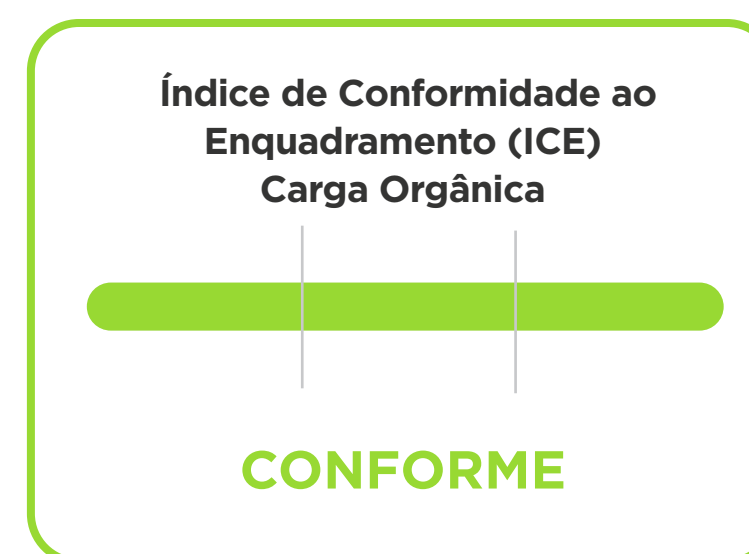 Índice de Conformidade ao
Enquadramento (ICE)
Carga Orgânica
CONFORME